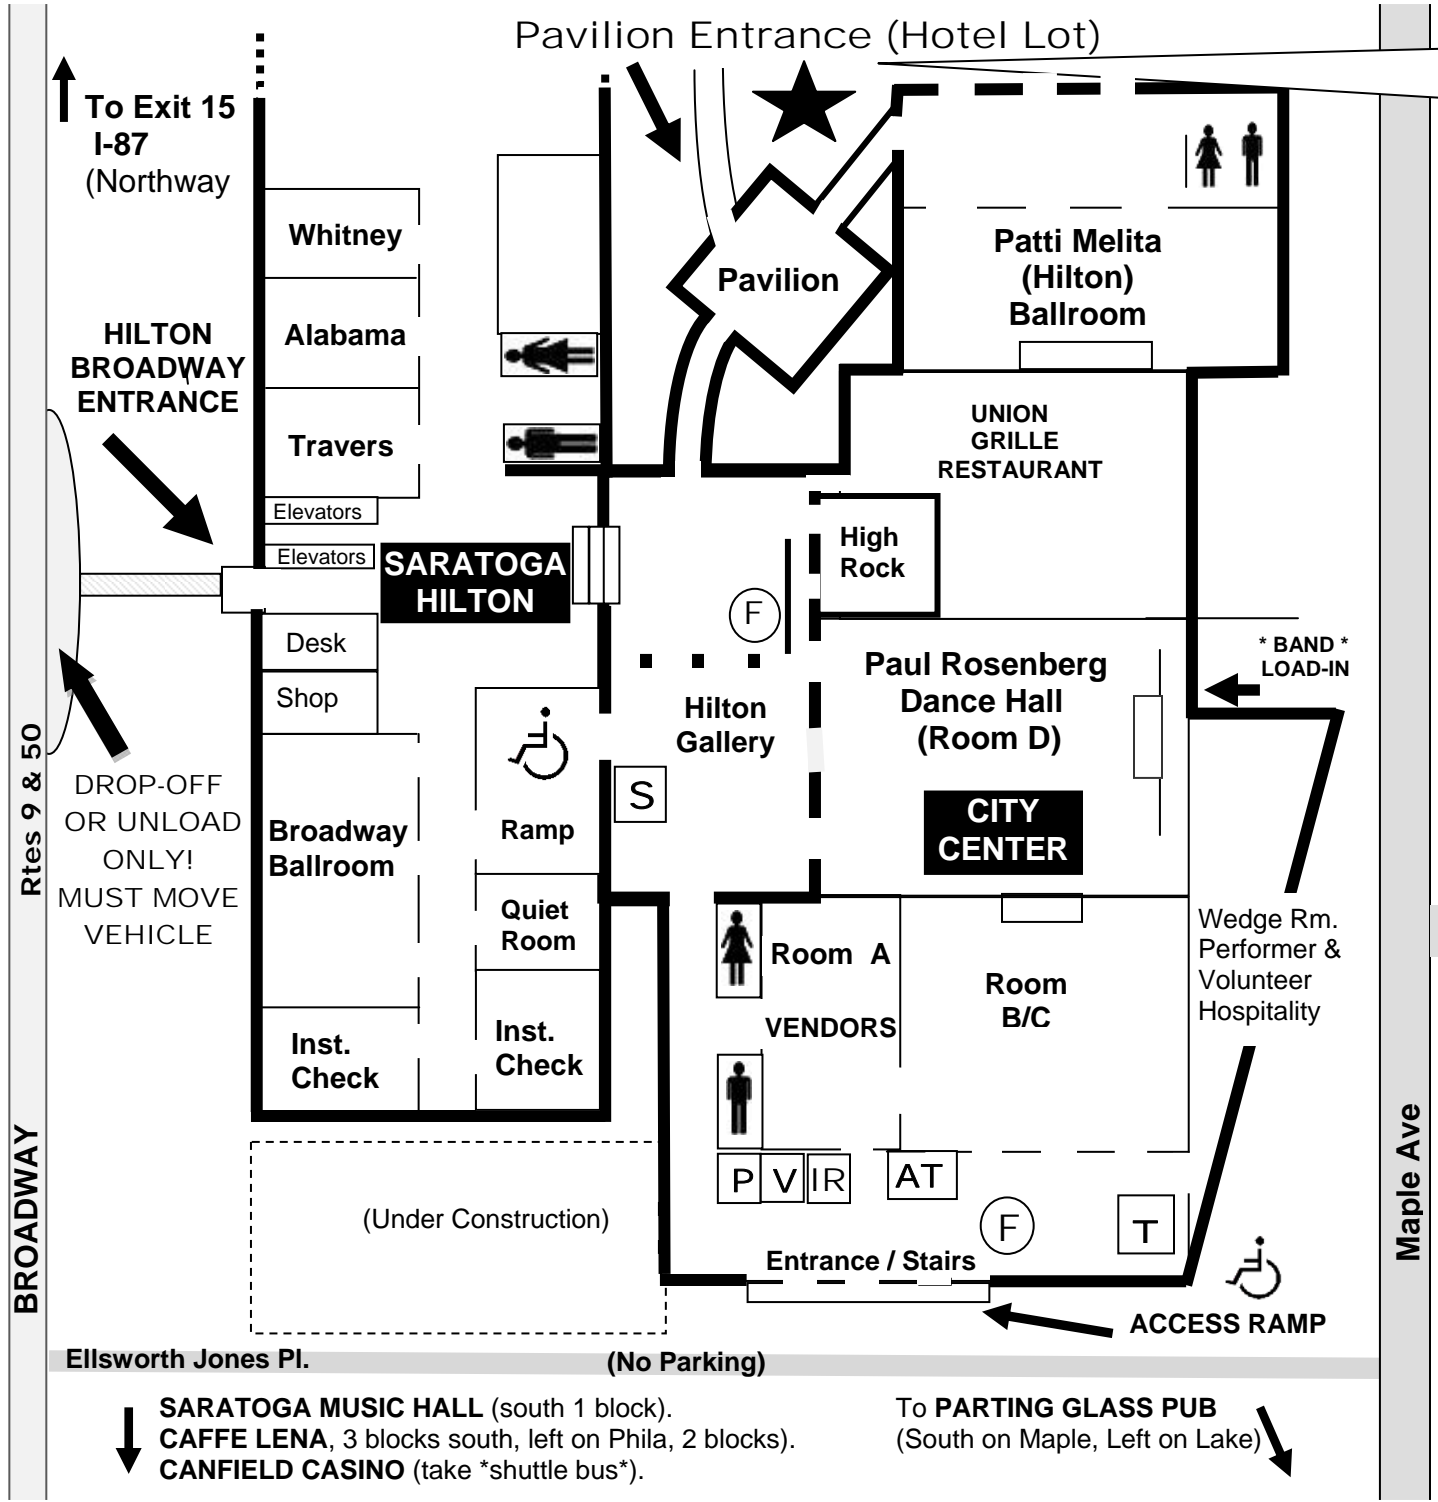 Pavilion Entrance (Hotel Lot)
To Exit 15
I-87
(Northway
Whitney
Alabama
Travers
Elevators
Elevators
HILTON
BROADWAY
ENTRANCE
Pavilion
Patti Melita
(Hilton)
Ballroom
UNION
GRILLE
RESTAURANT
High
Rock
SARATOGA
HILTON
F
Desk
Shop
Paul Rosenberg
Dance Hall
(Room D)
* BAND *
LOAD-IN
Hilton
Gallery
S
CITY
CENTER
Rtes 9 & 50
DROP-OFF
OR UNLOAD
ONLY!
MUST MOVE
VEHICLE
Broadway
Ballroom
Ramp
Quiet
Room
Room A
VENDORS
Room
B/C
Wedge Rm.
Performer &
Volunteer
Hospitality
Inst.
Check
Inst.
Check
P
V
IR
AT
F
T
(Under Construction)
Entrance / Stairs
ACCESS RAMP
BROADWAY
Maple Ave
Ellsworth Jones Pl.
(No Parking)
SARATOGA MUSIC HALL (south 1 block).
CAFFE LENA, 3 blocks south, left on Phila, 2 blocks).
CANFIELD CASINO (take *shuttle bus*).
To PARTING GLASS PUB
(South on Maple, Left on Lake)